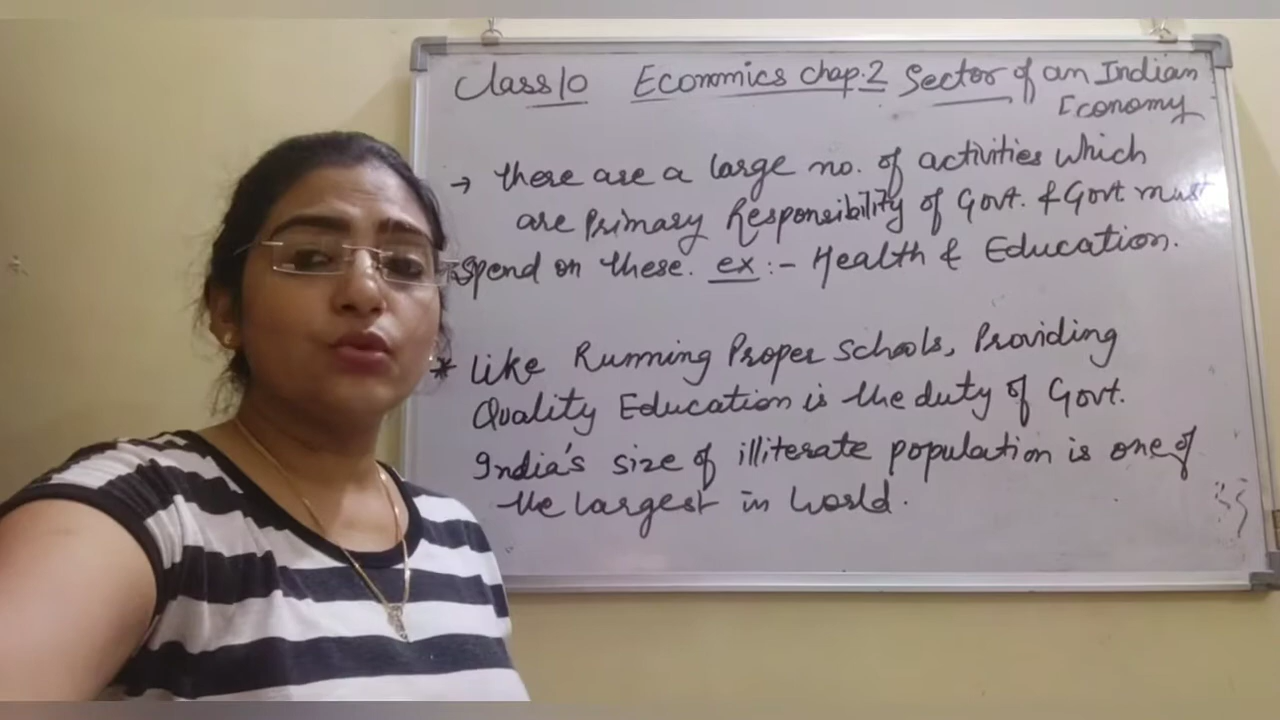 Class 10 Economics chap.2 Sector of an Indian
Economy
→ there are a large no. of activities which
are Primary Responsibility of Govt. & Govt. must
spend on these. ex :- Health & Education.
* like Running Proper schools, Providing
Quality Education is the duty of Govt.
India's size of illiterate population is one of
the largest in world.